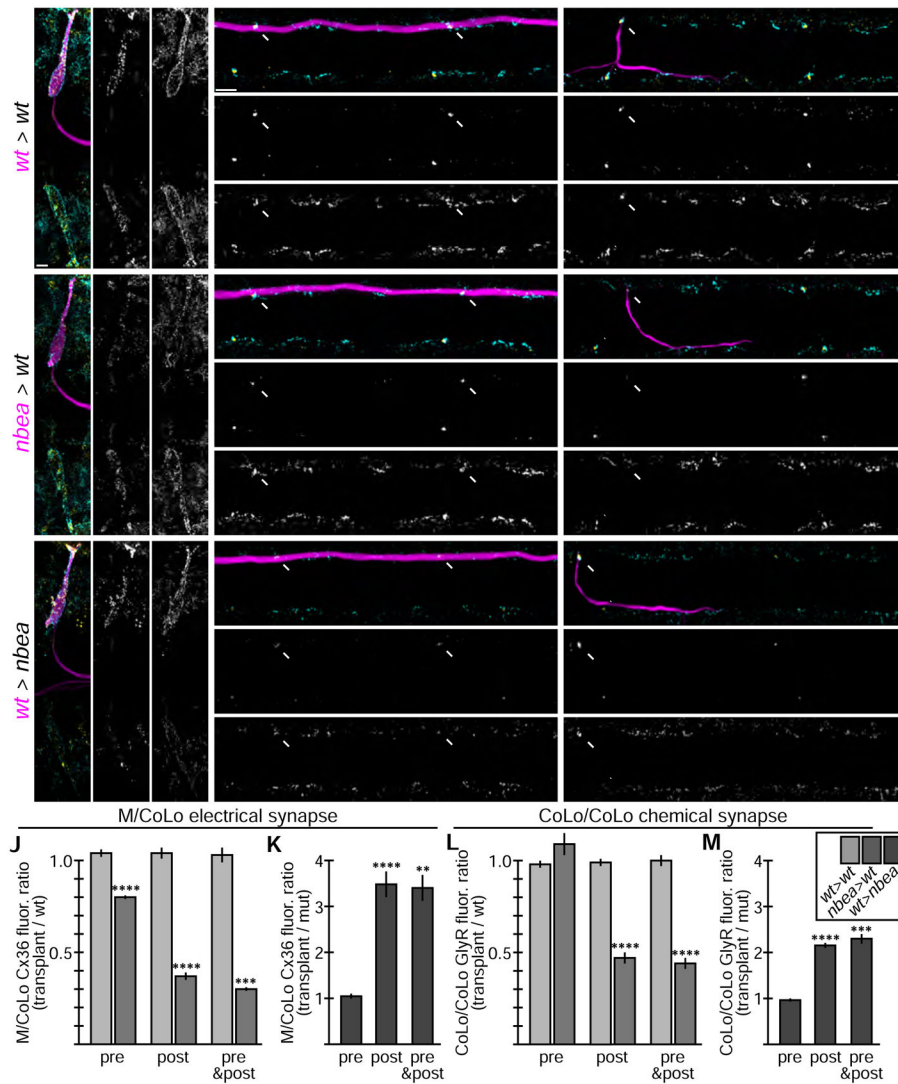 wt > wt
nbea > wt
wt > nbea
M/CoLo electrical synapse
CoLo/CoLo chemical synapse
J
M/CoLo Cx36 fluor. ratio
(transplant / wt)
1.0
0.5
****
****
***
pre
post
pre
&post
K
M/CoLo Cx36 fluor. ratio
(transplant / mut)
4
3
2
1
****
**
pre
post
pre
&post
L
CoLo/CoLo GlyR fluor. ratio
(transplant / wt)
1.0
0.5
****
****
pre
post
pre
&post
M
CoLo/CoLo GlyR fluor. ratio
(transplant / mut)
4
3
2
1
****
***
pre
post
pre
&post
wt>wt
nbea>wt
wt>nbea